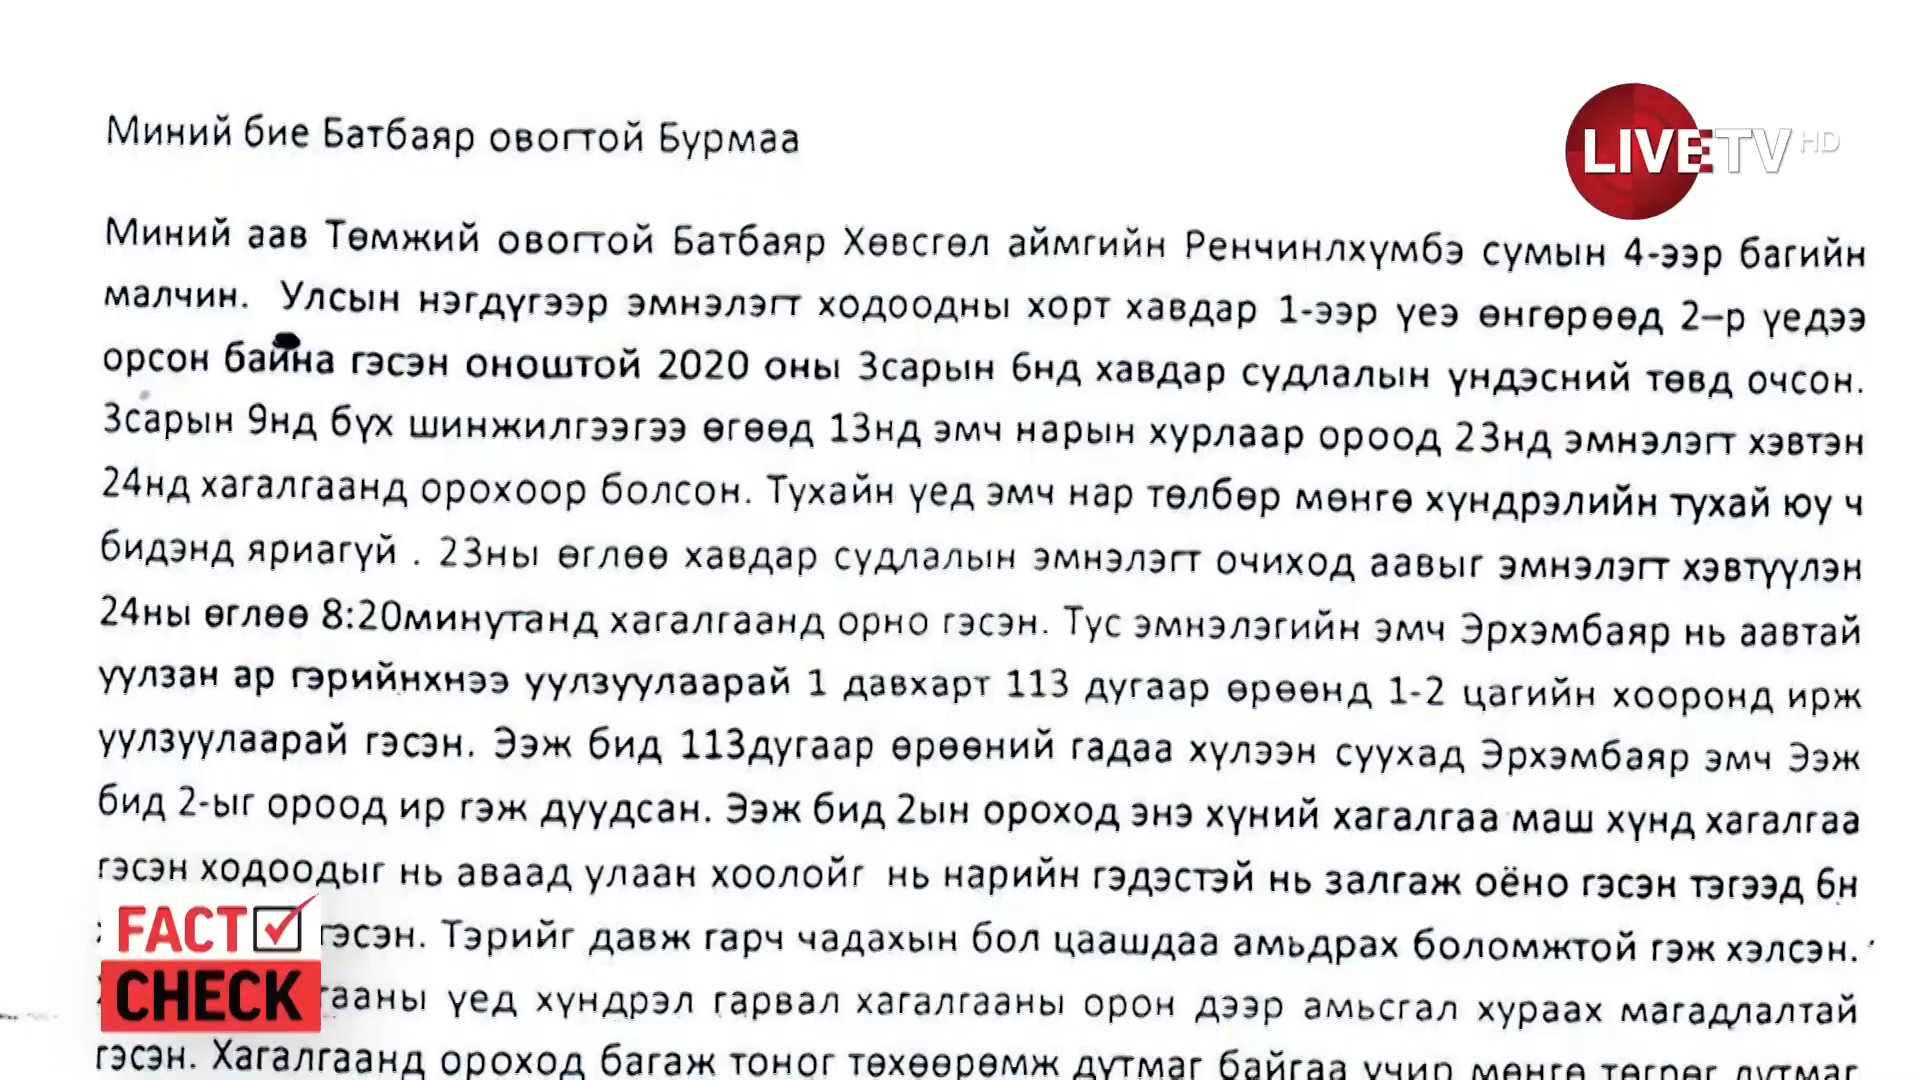 LIVETV HD
Миний бие Батбаяр овогтой Бурмаа
Миний аав Төмжий овогтой Батбаяр Хөвсгөл аймгийн Ренчинлхүмбэ сумын 4-ээр багийн
малчин. Улсын нэгдүгээр эмнэлэгт ходоодны хорт хавдар 1-ээр үеэ өнгөрөөд 2–р үедээ
орсон байна гэсэн оноштой 2020 оны 3сарын 6нд хавдар судлалын үндэсний төвд очсон.
3сарын 9нд бүх шинжилгээгээ өгөөд 13нд эмч нарын хурлаар ороод 23нд эмнэлэгт хэвтэн
24нд хагалгаанд орохоор болсон. Тухайн үед эмч нар төлбөр мөнгө хүндрэлийн тухай юу ч
бидэнд яриагүй . 23ны өглөө хавдар судлалын эмнэлэгт очиход аавыг эмнэлэгт хэвтүүлэн
24ны өглөө 8:20минутанд хагалгаанд орно гэсэн. Тус эмнэлэгийн эмч Эрхэмбаяр нь аавтай
уулзан ар гэрийнхнээ уулзуулаарай 1 давхарт 113 дугаар өрөөнд 1-2 цагийн хооронд ирж
уулзуулаарай гэсэн. Ээж бид 113дугаар өрөөний гадаа хүлээн суухад Эрхэмбаяр эмч Ээж
бид 2-ыг ороод ир гэж дуудсан. Ээж бид 2ын ороход энэ хүний хагалгаа маш хүнд хагалгаа
гэсэн ходоодыг нь аваад улаан хоолойг нь нарийн гэдэстэй нь залгаж оёно гэсэн тэгээд 6н
гэсэн. Тэрийг давж гарч чадахын бол цаашдаа амьдрах боломжтой гэж хэлсэн.
үед хүндрэл гарвал хагалгааны орон дээр амьсгал хураах магадлалтай
гэсэн. Хагалгаанд ороход багаж тоног төхөөрөмж дутмаг байгаа учир мөнгө төгрөг дутмаг
FACT
CHECK